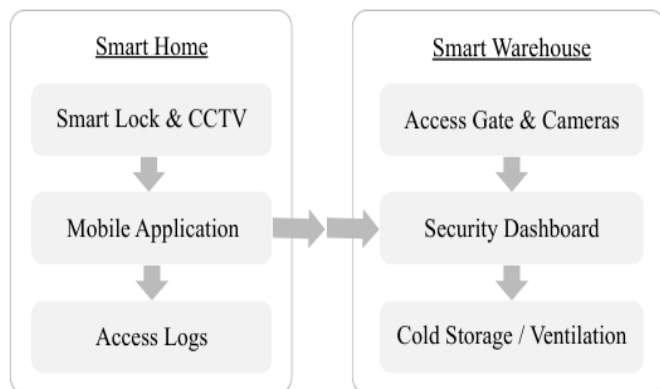 Smart Home
Smart Lock & CCTV
Mobile Application
Access Logs
Smart Warehouse
Access Gate & Cameras
Security Dashboard
Cold Storage / Ventilation